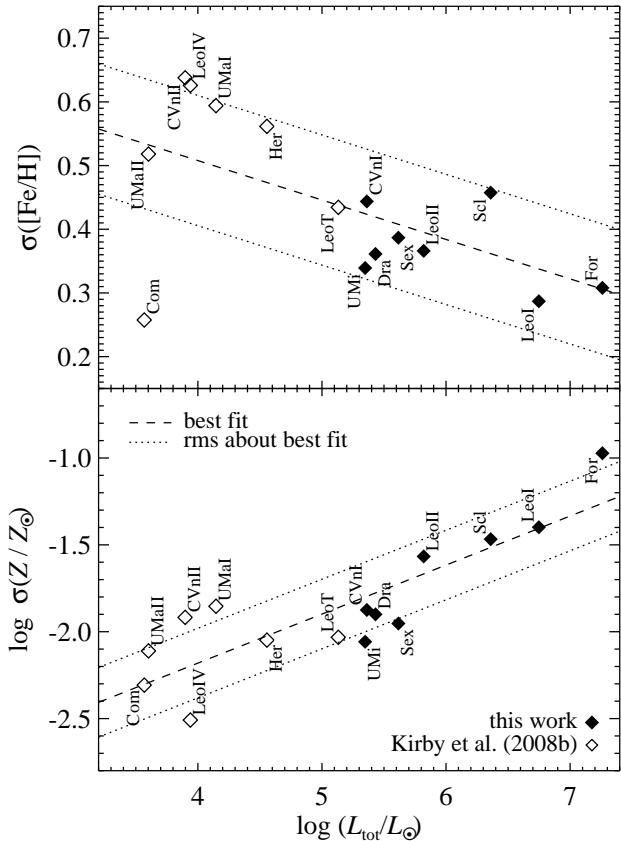 0.7
0.6
0.5
0.4
0.3
0.2
σ([Fe/H])
CVnII
LeoIV
UMaI
Her
UMaII
Com
LeoT
CVnI
UMi
Dra
Sex
LeoII
Scl
LeoI
For
best fit
rms about best fit
-1.0
-1.5
-2.0
-2.5
log σ(Z / Z☉)
Com
UMaII
CVnII
LeoIV
UMaI
Her
LeoT
CVnI
UMi
Dra
Sex
LeoII
Scl
LeoI
For
this work
Kirby et al. (2008b)
4 5 6 7
log (Ltot/L☉)